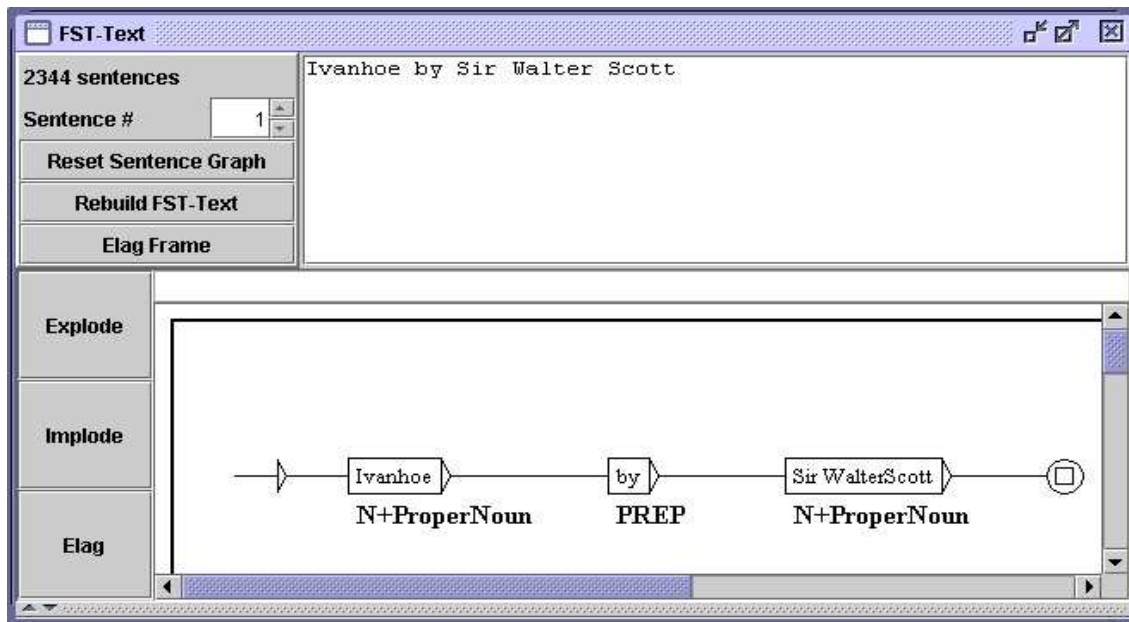 FST-Text
2344 sentences
Ivanhoe by Sir Walter Scott
Sentence # 1
Reset Sentence Graph
Rebuild FST-Text
Elag Frame
Explode
Implode
Elag
Ivanhoe by Sir WalterScott
N+ProperNoun PREP N+ProperNoun